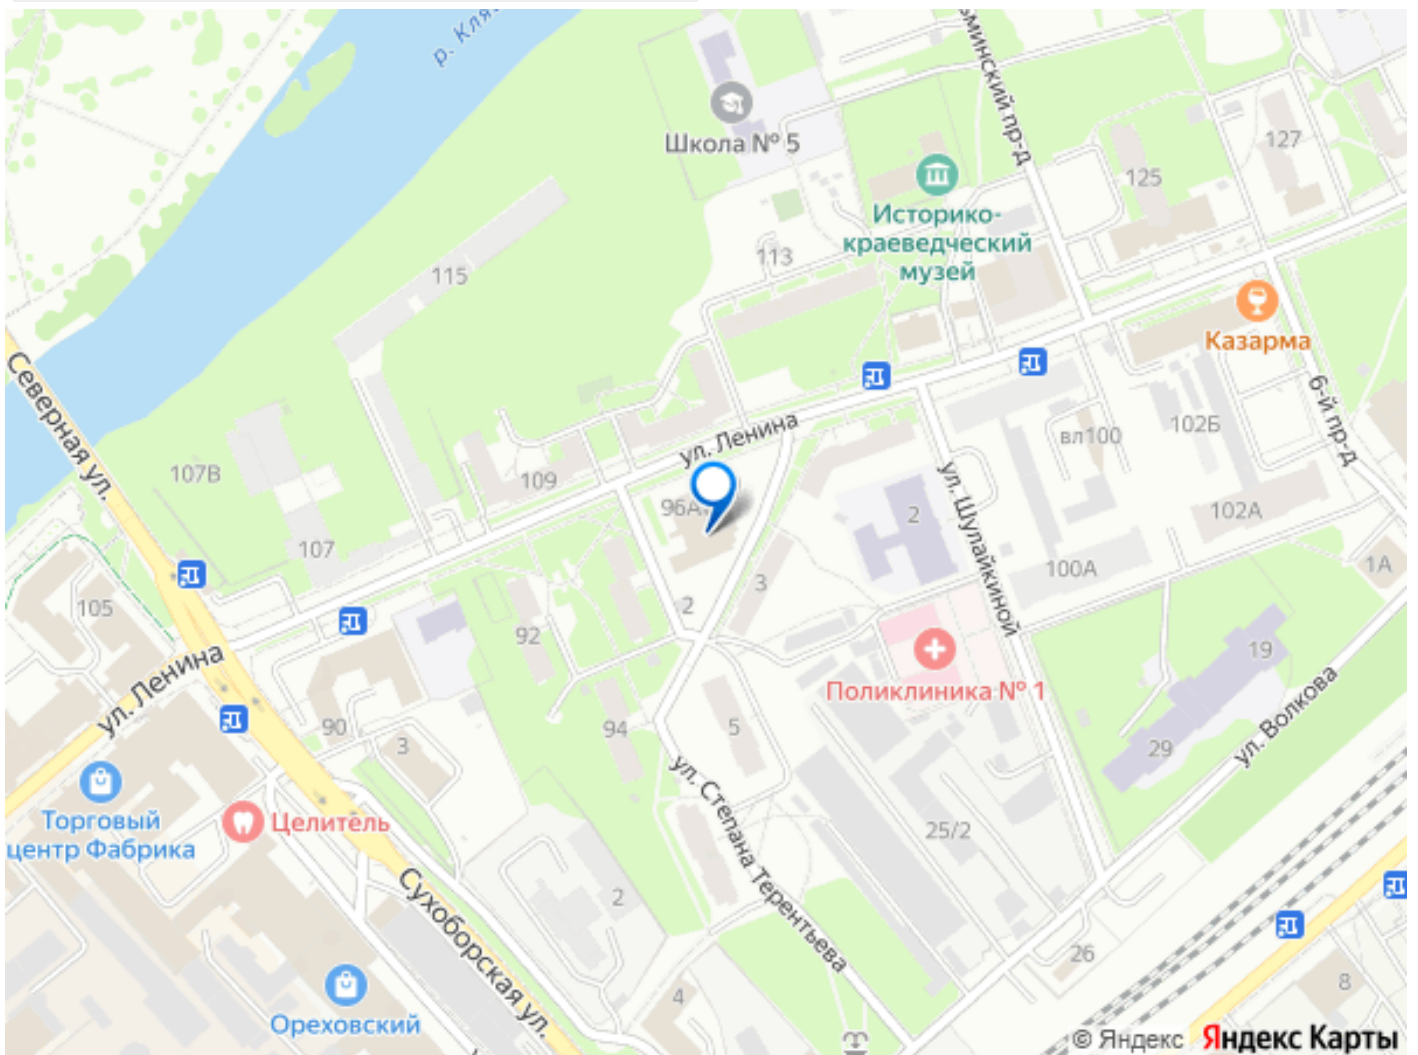 р. Кля
Школа № 5
зминский пр-д
127
125
Историко-
краеведческий
музей
113
115
Казарма
Северная ул.
6-й пр-д
ул. Ленина
вл100
102Б
107В
109
96А
ул. Шулайкиной
2
102А
107
100А
1А
105
3
2
92
19
ул. Ленина
Поликлиника № 1
ул. Волкова
90
3
94
5
29
Торговый
центр Фабрика
Целитель
ул. Степана Терентьева
25/2
Сухоборская ул.
2
26
8
4
Ореховский
© Яндекс Яндекс Карты